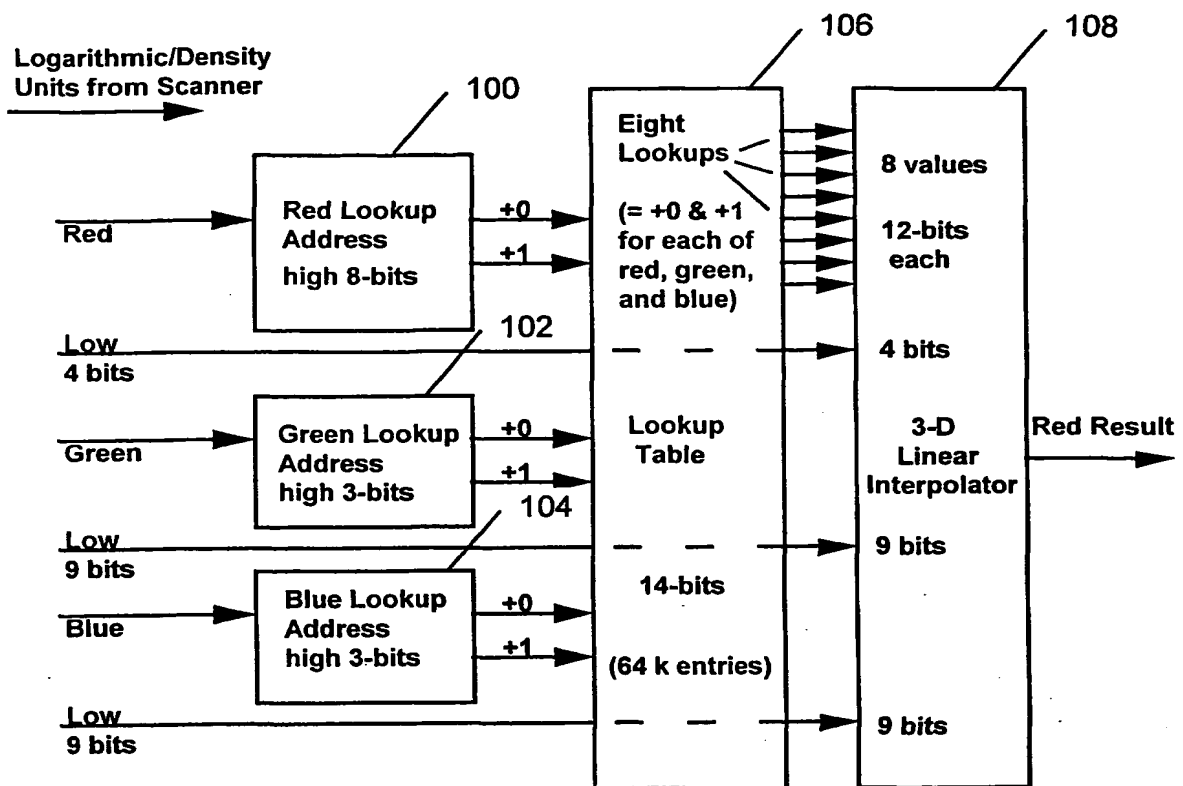 Logarithmic/Density
Units from Scanner
100
106
108
Red
Red Lookup
Address
high 8-bits
+0
+1
Eight
Lookups
(= +0 & +1
for each of
red, green,
and blue)
8 values
12-bits
each
Low
4 bits
4 bits
102
Green
Green Lookup
Address
high 3-bits
+0
+1
Lookup
Table
3-D
Linear
Interpolator
Red Result
104
Low
9 bits
9 bits
Blue
Blue Lookup
Address
high 3-bits
+0
+1
14-bits
(64 k entries)
Low
9 bits
9 bits